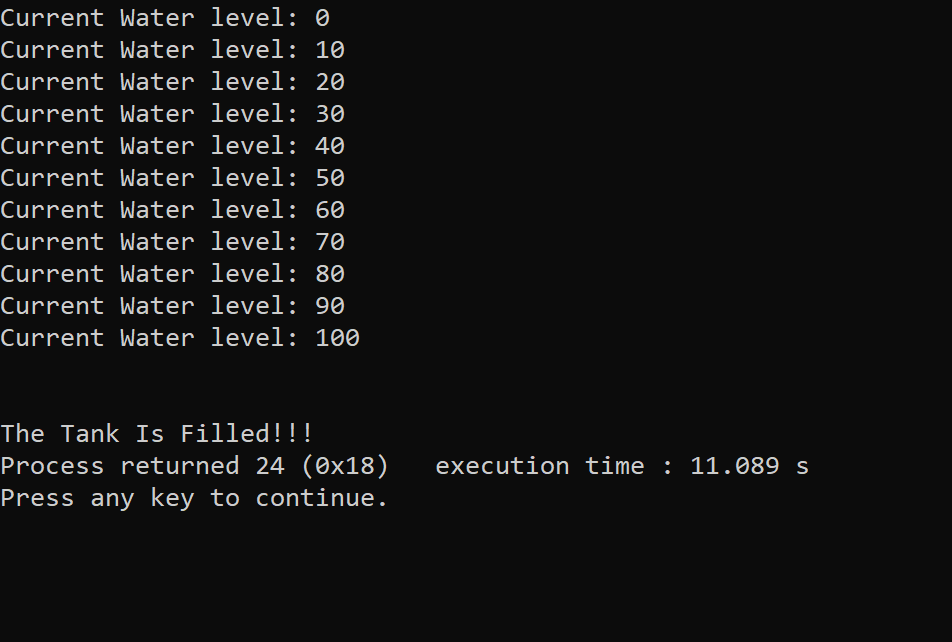 Current Water level: 0
Current Water level: 10
Current Water level: 20
Current Water level: 30
Current Water level: 40
Current Water level: 50
Current Water level: 60
Current Water level: 70
Current Water level: 80
Current Water level: 90
Current Water level: 100
The Tank Is Filled!!!
Process returned 24 (0x18)   execution time : 11.089 s
Press any key to continue.